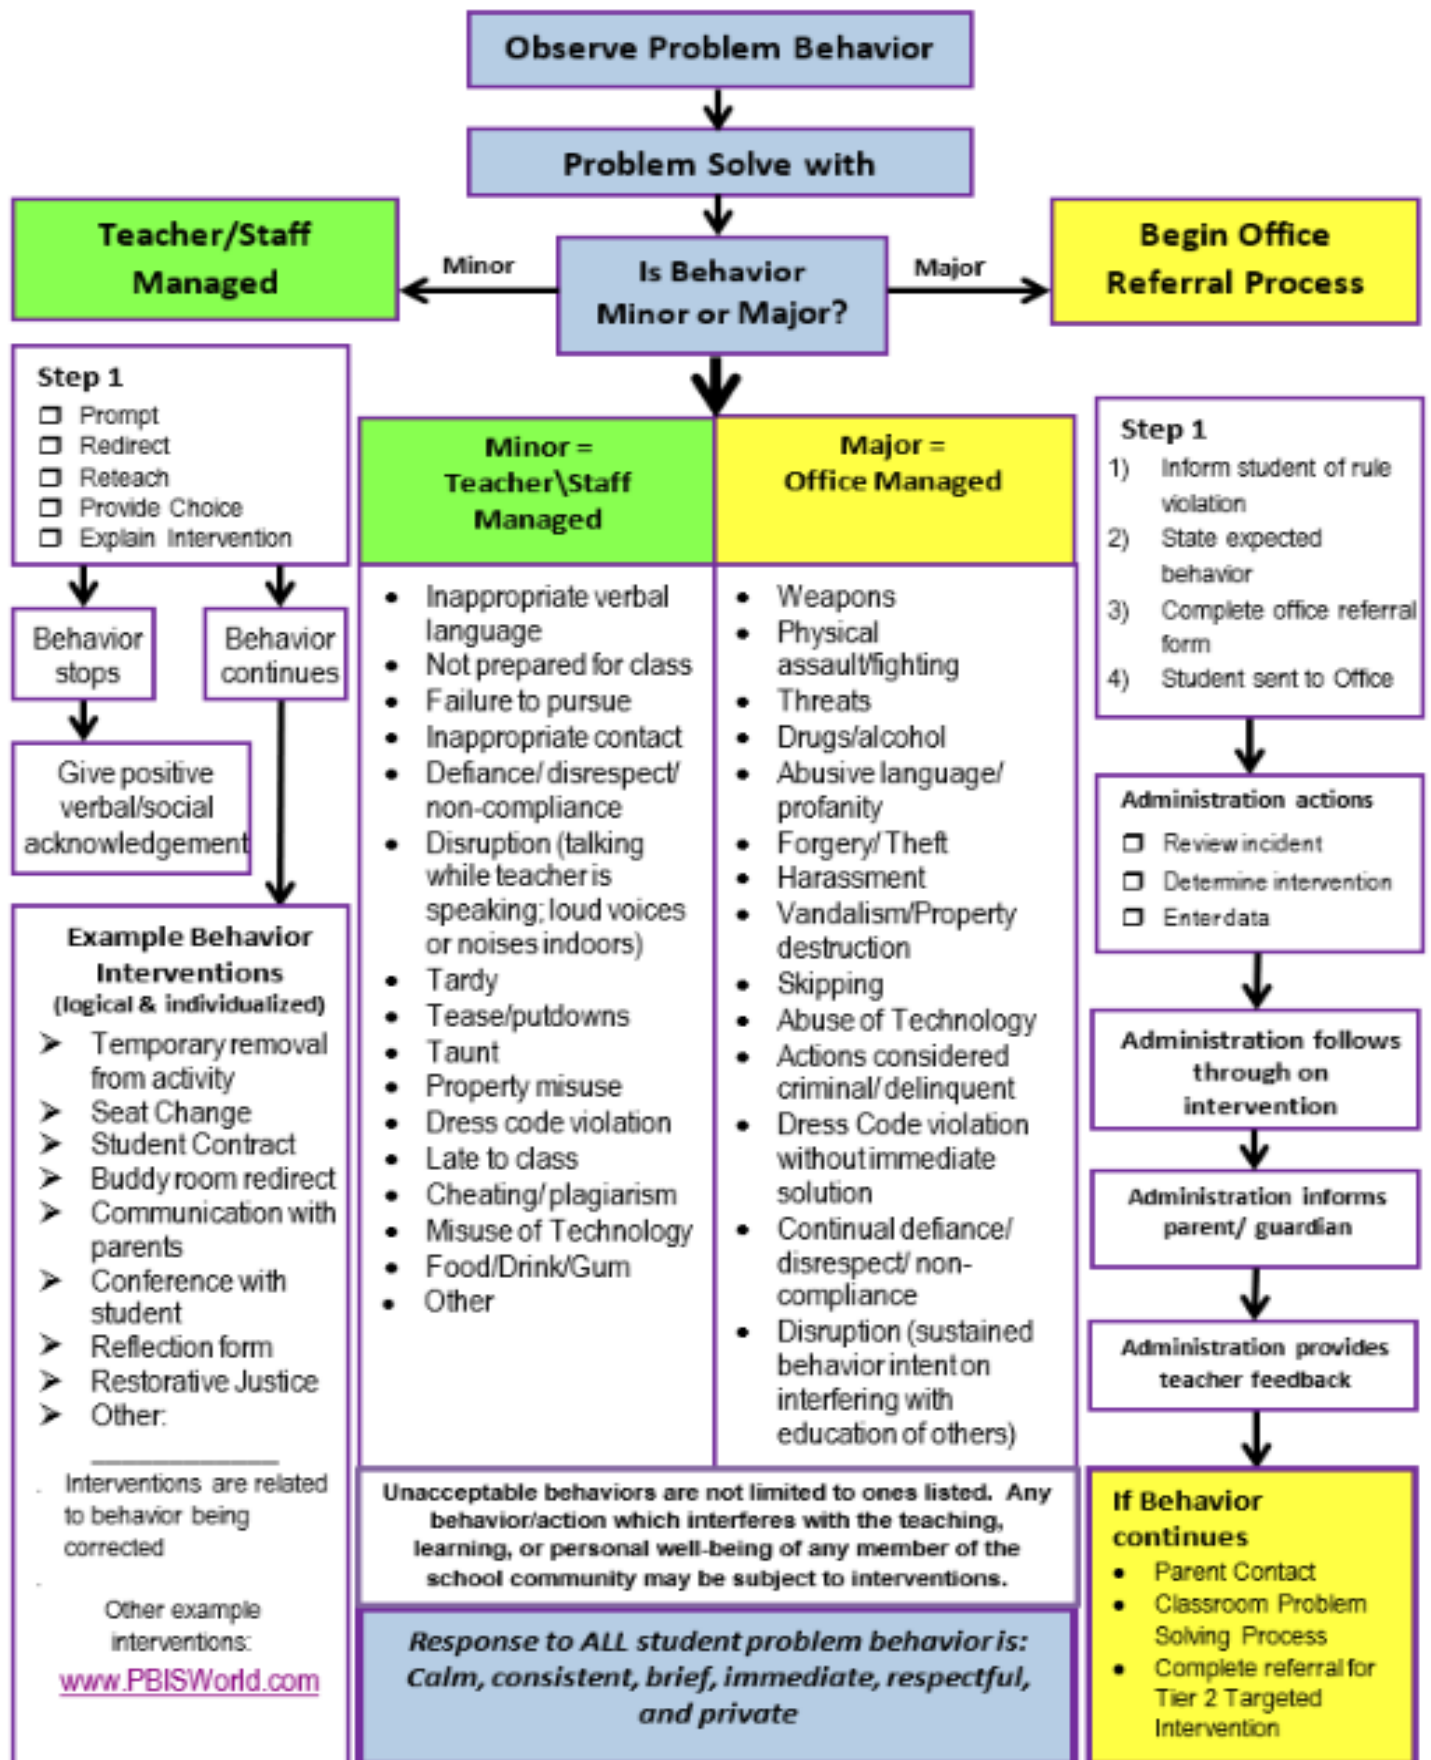 Observe Problem Behavior
Problem Solve with
Teacher/Staff
Managed
Minor
Is Behavior
Minor or Major?
Major
Begin Office
Referral Process
Step 1
❒ Prompt
❒ Redirect
❒ Reteach
❒ Provide Choice
❒ Explain Intervention
Behavior
stops
Behavior
continues
Give positive
verbal/social
acknowledgement
Example Behavior
Interventions
(logical & individualized)
➤ Temporary removal
from activity
➤ Seat Change
➤ Student Contract
➤ Buddy room redirect
➤ Communication with
parents
➤ Conference with
student
➤ Reflection form
➤ Restorative Justice
➤ Other:
_____________
. Interventions are related
to behavior being
corrected
.
Other example
interventions:
www.PBISWorld.com
Minor =
Teacher\Staff
Managed
• Inappropriate verbal
language
• Not prepared for class
• Failure to pursue
• Inappropriate contact
• Defiance/ disrespect/
non-compliance
• Disruption (talking
while teacher is
speaking; loud voices
or noises indoors)
• Tardy
• Tease/putdowns
• Taunt
• Property misuse
• Dress code violation
• Late to class
• Cheating/ plagiarism
• Misuse of Technology
• Food/Drink/Gum
• Other
Major =
Office Managed
• Weapons
• Physical
assault/fighting
• Threats
• Drugs/alcohol
• Abusive language/
profanity
• Forgery/ Theft
• Harassment
• Vandalism/Property
destruction
• Skipping
• Abuse of Technology
• Actions considered
criminal/ delinquent
• Dress Code violation
without immediate
solution
• Continual defiance/
disrespect/ non-
compliance
• Disruption (sustained
behavior intent on
interfering with
education of others)
Unacceptable behaviors are not limited to ones listed. Any
behavior/action which interferes with the teaching,
learning, or personal well-being of any member of the
school community may be subject to interventions.
Response to ALL student problem behavior is:
Calm, consistent, brief, immediate, respectful,
and private
Step 1
1) Inform student of rule
violation
2) State expected
behavior
3) Complete office referral
form
4) Student sent to Office
Administration actions
❒ Review incident
❒ Determine intervention
❒ Enter data
Administration follows
through on
intervention
Administration informs
parent/ guardian
Administration provides
teacher feedback
If Behavior
continues
• Parent Contact
• Classroom Problem
Solving Process
• Complete referral for
Tier 2 Targeted
Intervention